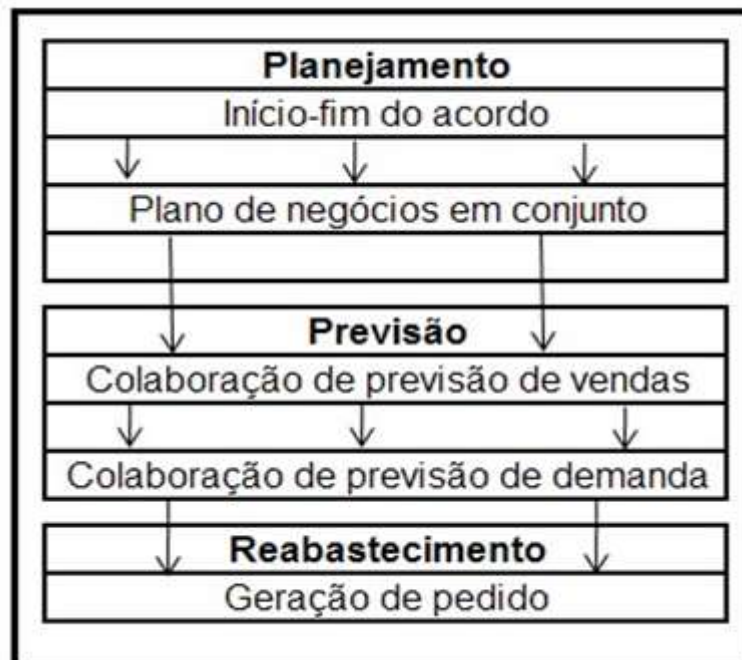 Planejamento
Início-fim do acordo
Plano de negócios em conjunto
Previsão
Colaboração de previsão de vendas
Colaboração de previsão de demanda
Reabastecimento
Geração de pedido